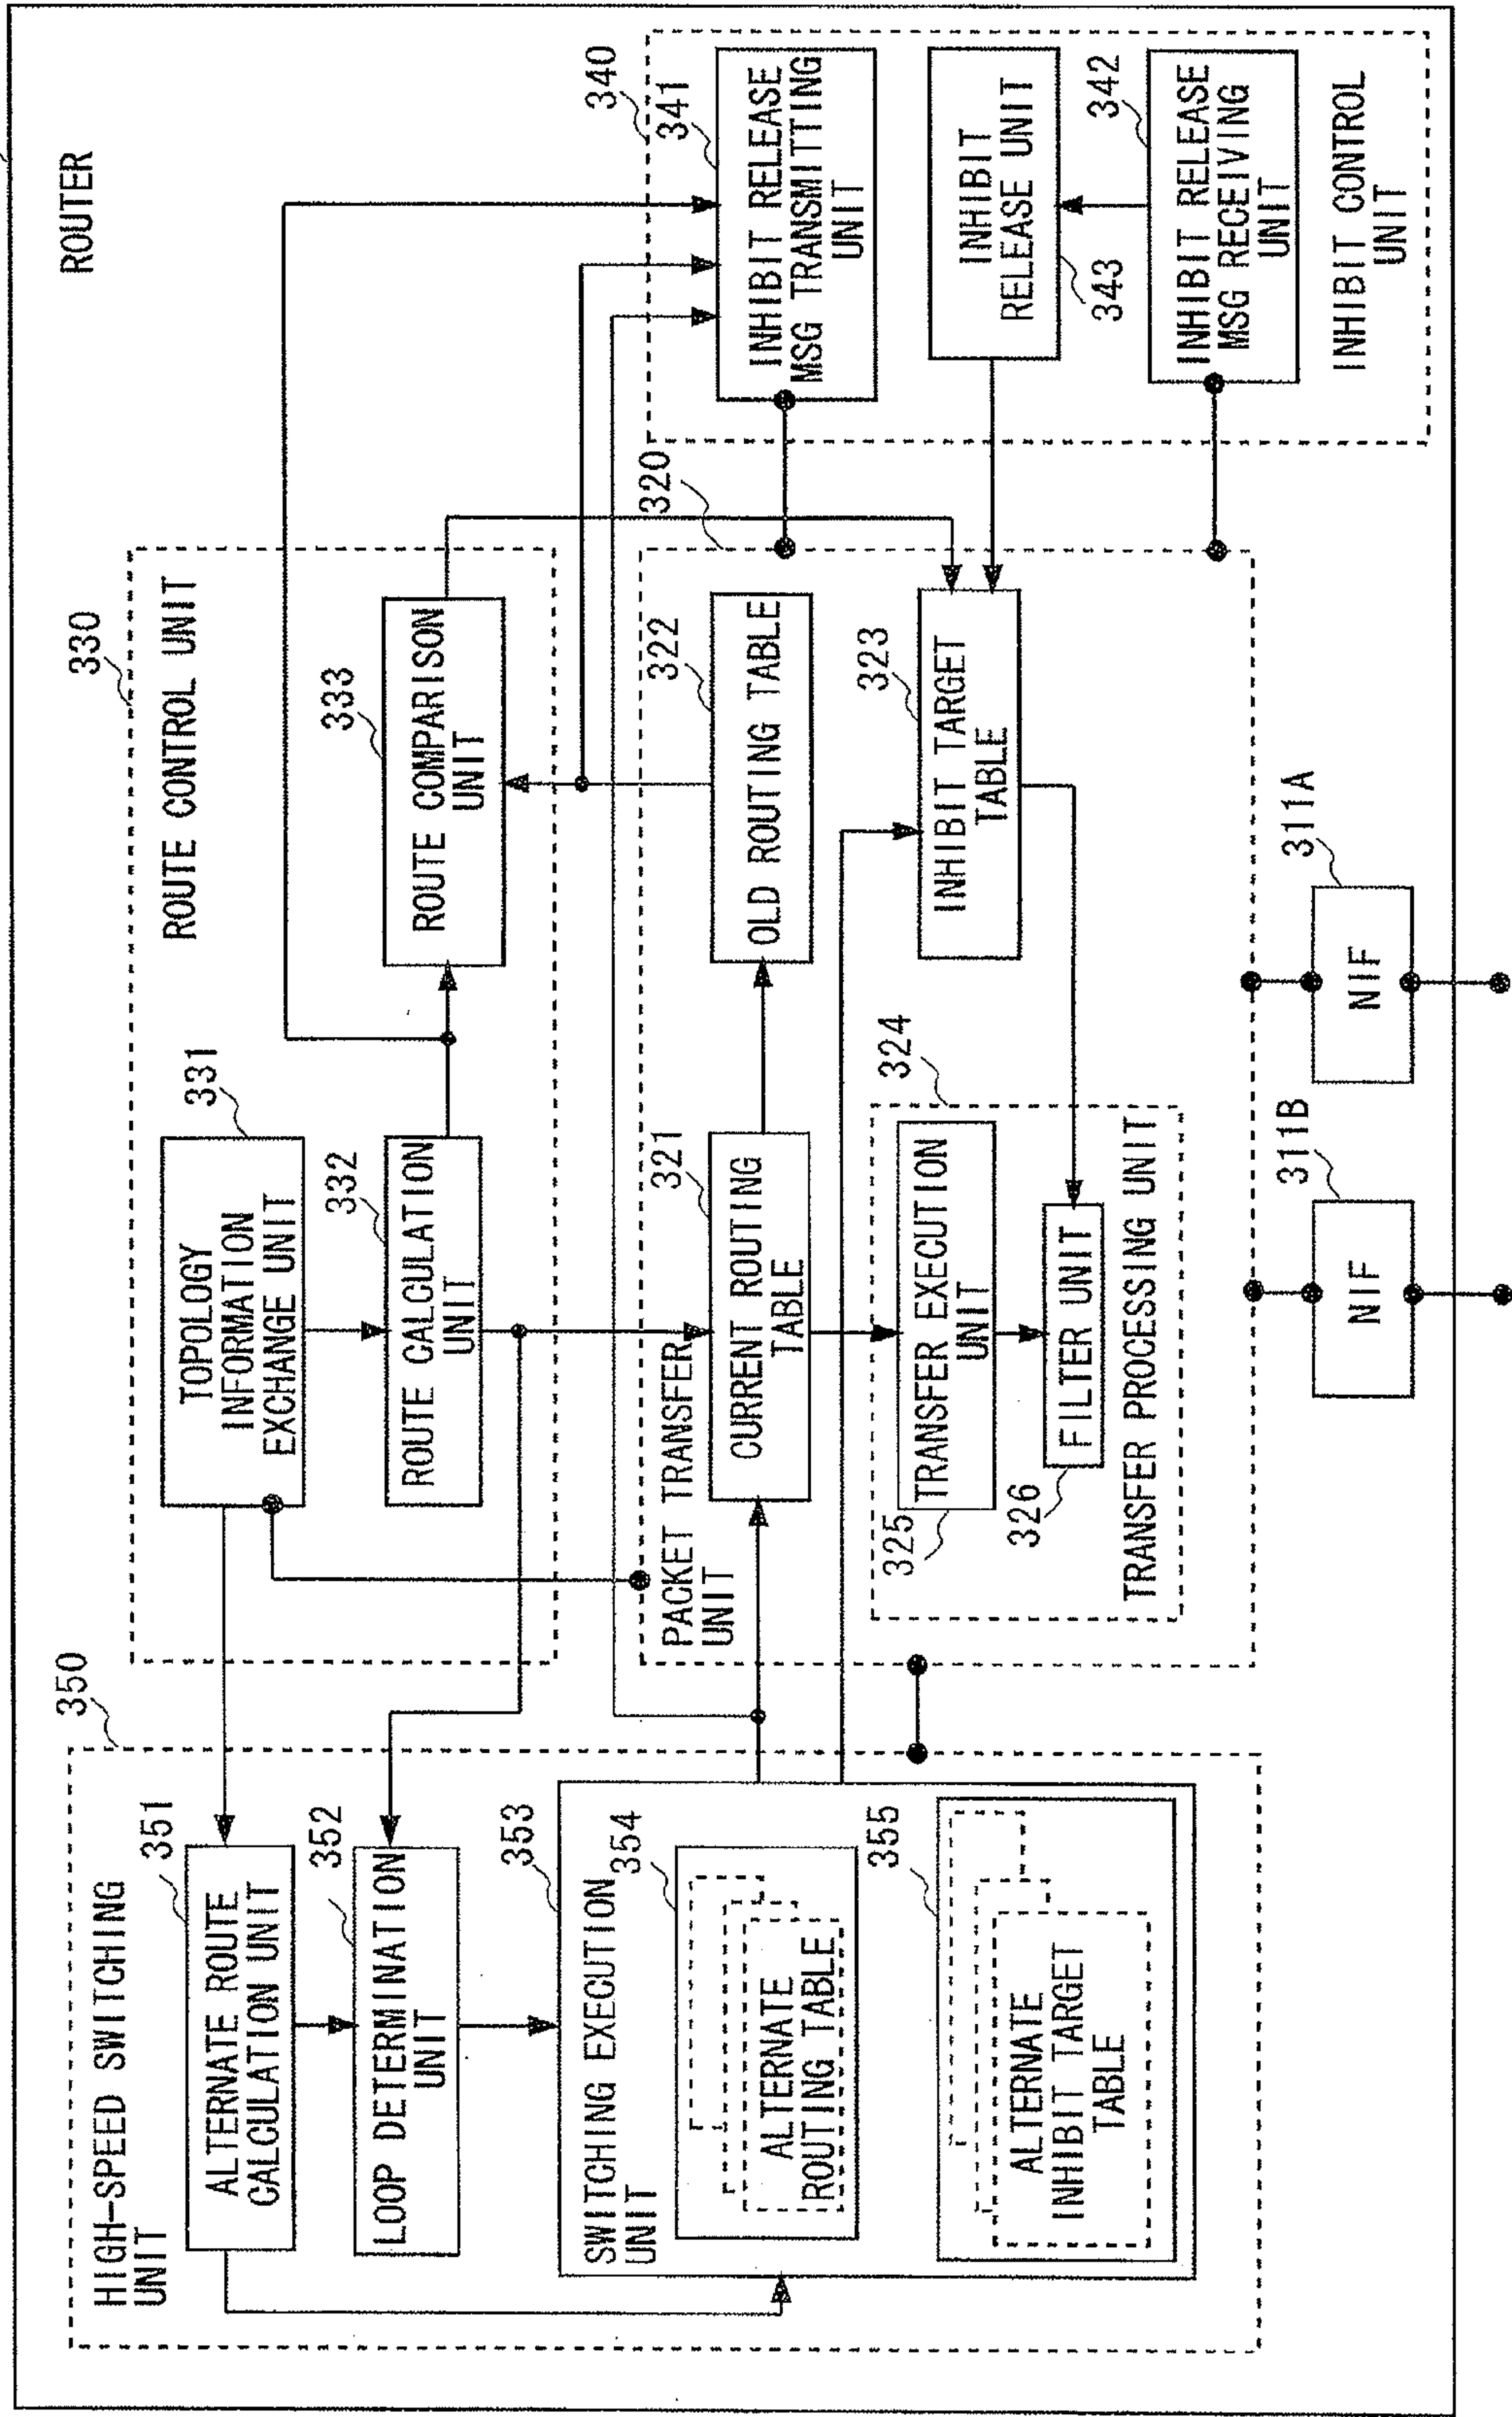 ROUTER
330
ROUTE CONTROL UNIT
331
TOPOLOGY
INFORMATION
EXCHANGE UNIT
332
ROUTE CALCULATION
UNIT
333
ROUTE COMPARISON
UNIT
350
HIGH-SPEED SWITCHING
UNIT
351
ALTERNATE ROUTE
CALCULATION UNIT
352
LOOP DETERMINATION
UNIT
353
SWITCHING EXECUTION
UNIT
354
ALTERNATE
ROUTING TABLE
355
ALTERNATE
INHIBIT TARGET
TABLE
320
PACKET TRANSFER
UNIT
321
CURRENT ROUTING
TABLE
322
OLD ROUTING TABLE
323
INHIBIT TARGET
TABLE
324
325
TRANSFER EXECUTION
UNIT
326
FILTER UNIT
TRANSFER PROCESSING UNIT
340
341
INHIBIT RELEASE
MSG TRANSMITTING
UNIT
INHIBIT
RELEASE UNIT
343
342
INHIBIT RELEASE
MSG RECEIVING
UNIT
INHIBIT CONTROL
UNIT
311B
NIF
311A
NIF